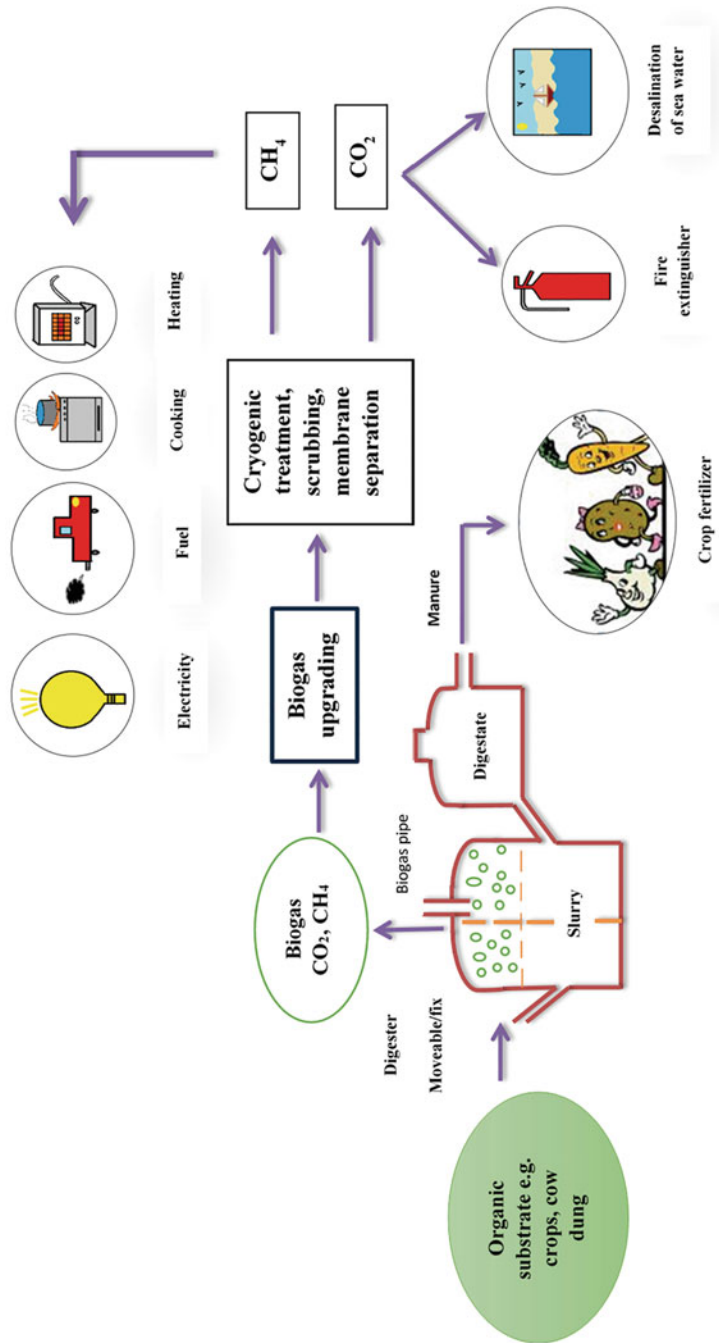 Electricity
Fuel
Cooking
Heating
Organic
substrate e.g.
crops, cow
dung
Digester
Moveable/fix
Biogas
CO₂, CH₄
Biogas pipe
Slurry
Digestate
Manure
Crop fertilizer
Biogas
upgrading
Cryogenic
treatment,
scrubbing,
membrane
separation
CH₄
CO₂
Fire
extinguisher
Desalination
of sea water